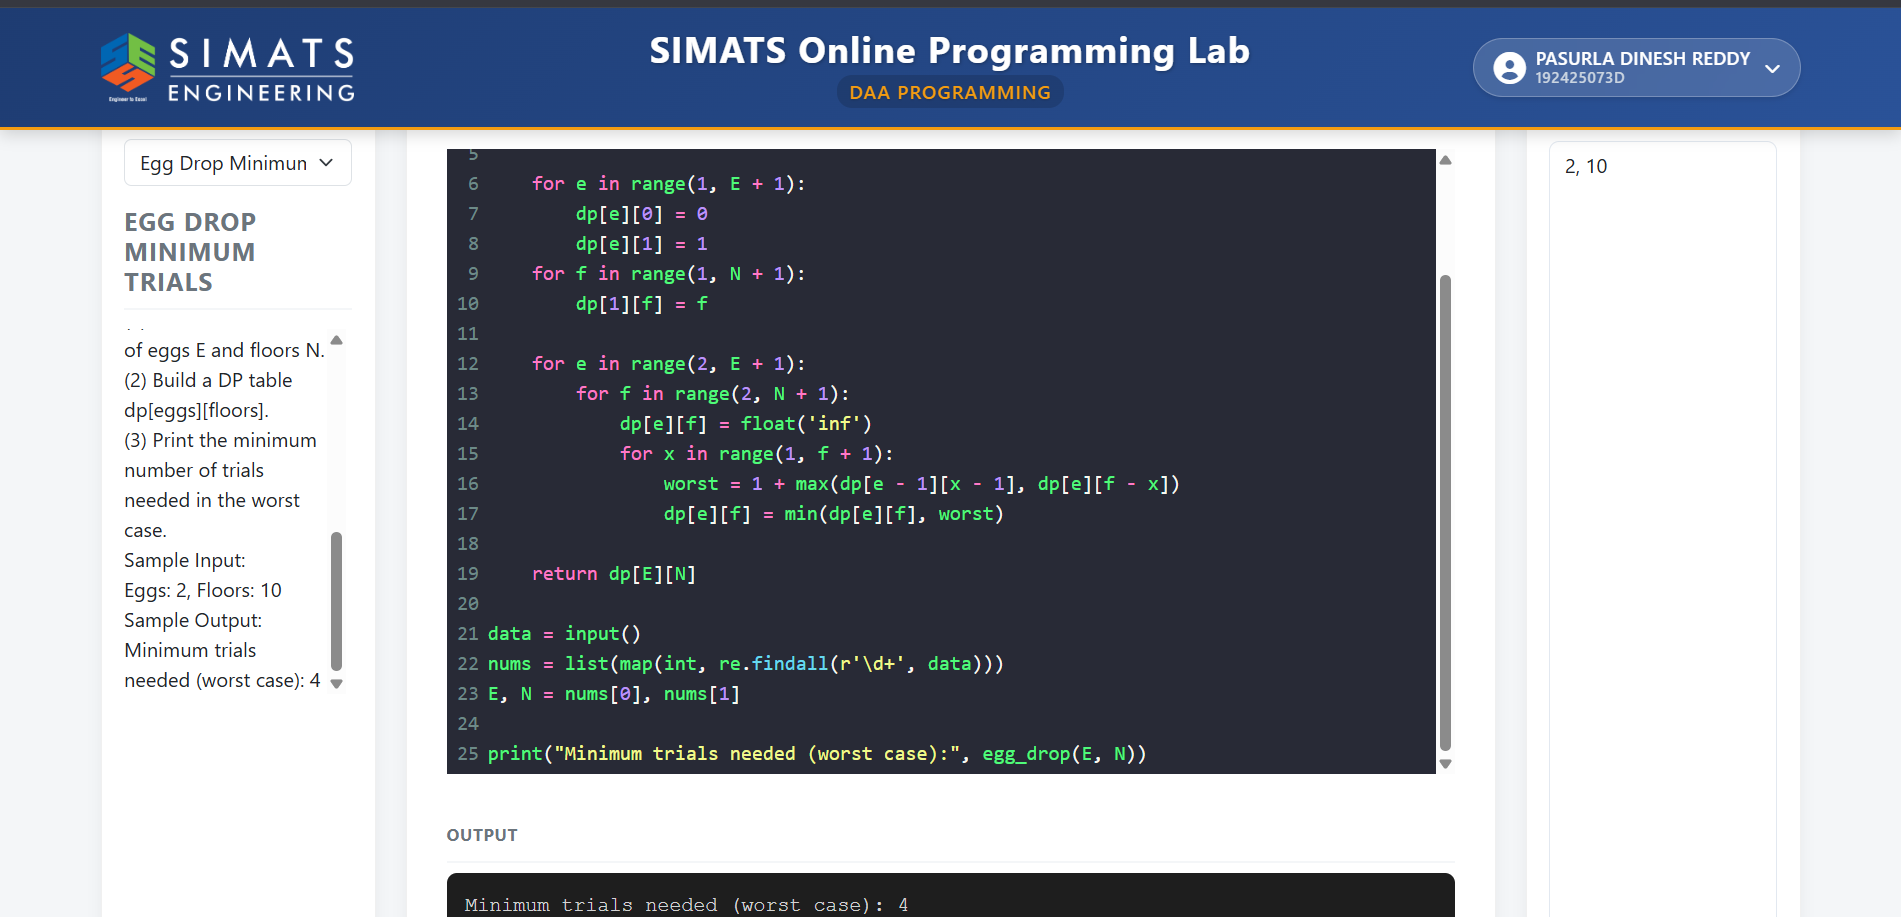 SIMATS
ENGINEERING
Engineer to Excel
SIMATS Online Programming Lab
DAA PROGRAMMING
PASURLA DINESH REDDY
192425073D
Egg Drop Minimun
EGG DROP
MINIMUM
TRIALS
of eggs E and floors N.
(2) Build a DP table
dp[eggs][floors].
(3) Print the minimum
number of trials
needed in the worst
case.
Sample Input:
Eggs: 2, Floors: 10
Sample Output:
Minimum trials
needed (worst case): 4
5
6     for e in range(1, E + 1):
7         dp[e][0] = 0
8         dp[e][1] = 1
9     for f in range(1, N + 1):
10         dp[1][f] = f
11
12     for e in range(2, E + 1):
13         for f in range(2, N + 1):
14             dp[e][f] = float('inf')
15             for x in range(1, f + 1):
16                 worst = 1 + max(dp[e - 1][x - 1], dp[e][f - x])
17                 dp[e][f] = min(dp[e][f], worst)
18
19     return dp[E][N]
20
21 data = input()
22 nums = list(map(int, re.findall(r'\d+', data)))
23 E, N = nums[0], nums[1]
24
25 print("Minimum trials needed (worst case):", egg_drop(E, N))
OUTPUT
Minimum trials needed (worst case): 4
2, 10